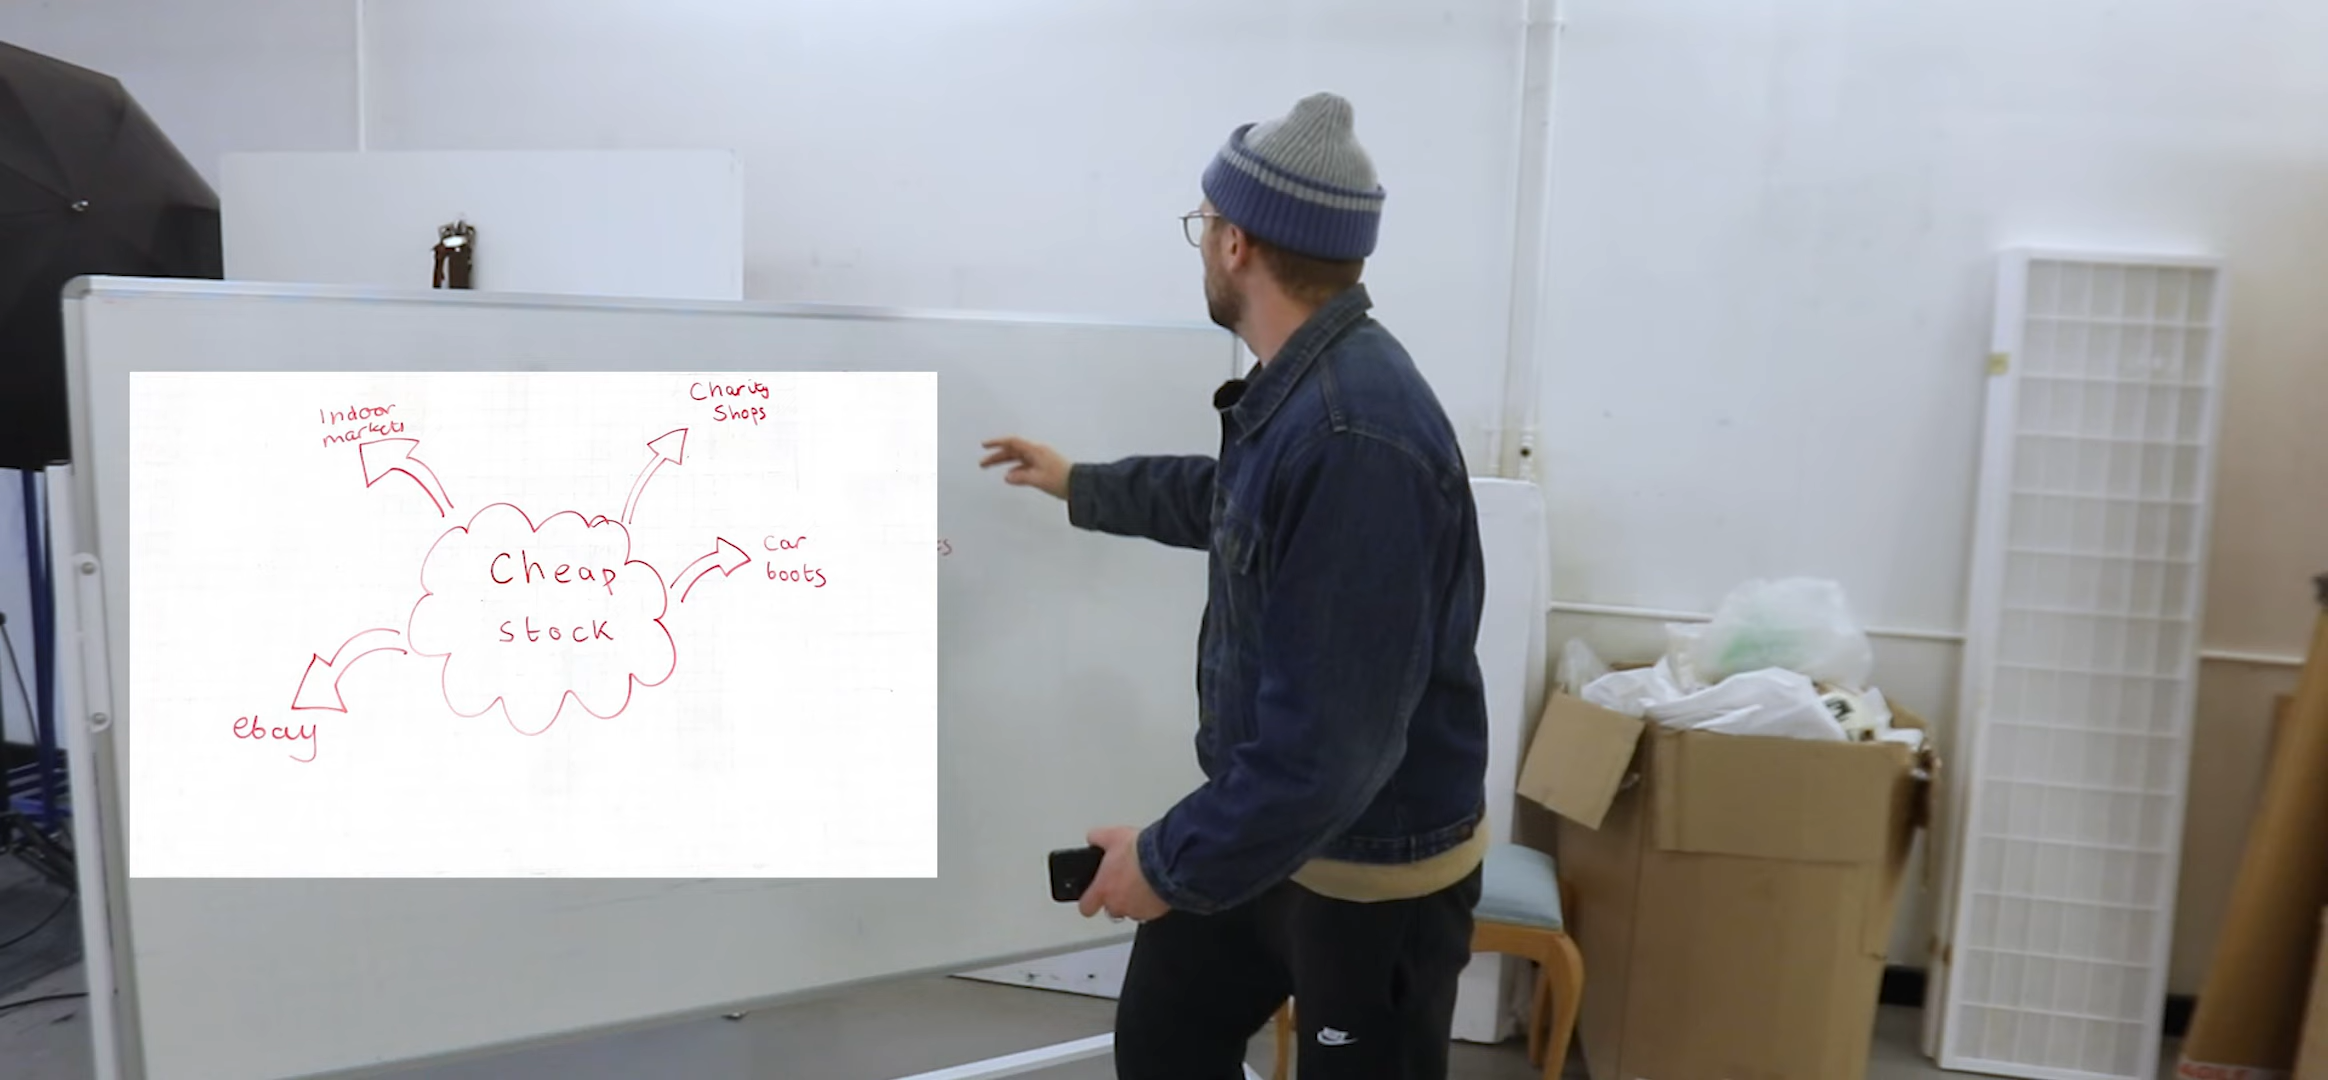 Indoor
markets
Charity
Shops
Cheap
stock
Car
boots
ebay